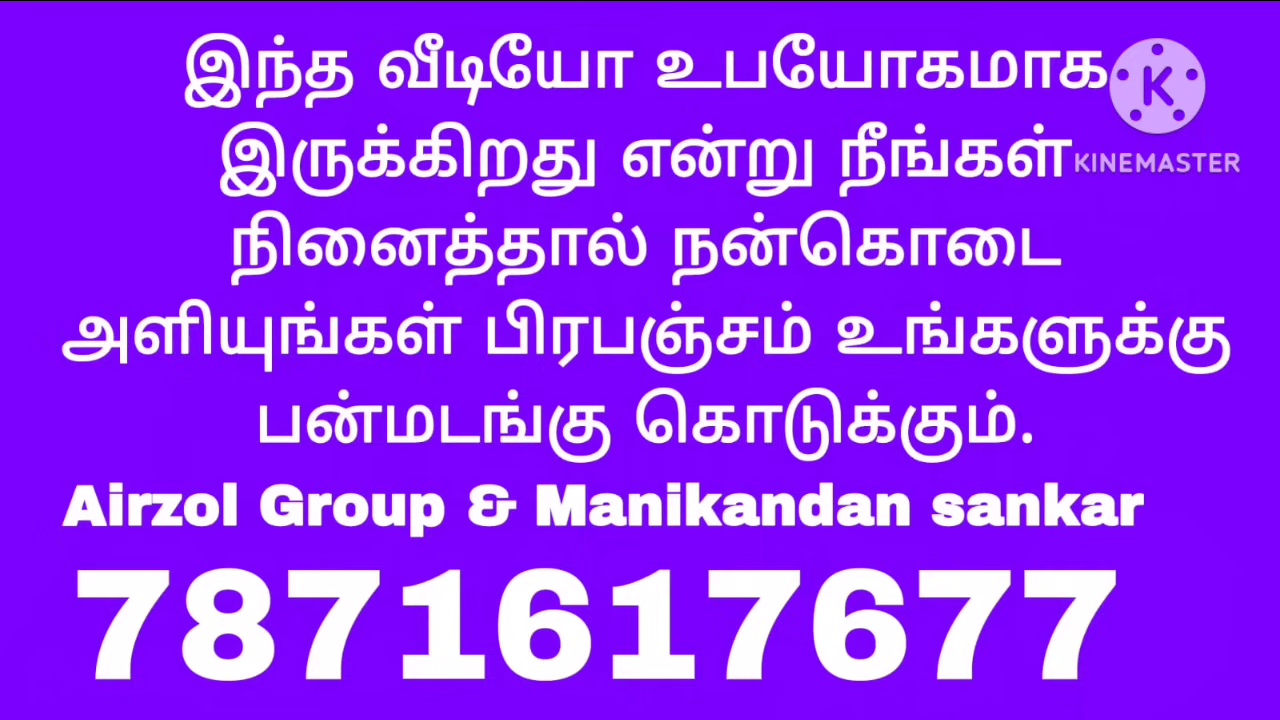 இந்த வீடியோ உபயோகமாக
இருக்கிறது என்று நீங்கள்
நினைத்தால் நன்கொடை
அளியுங்கள் பிரபஞ்சம் உங்களுக்கு
பன்மடங்கு கொடுக்கும்.
Airzol Group & Manikandan sankar
7871617677
K
KINEMASTER